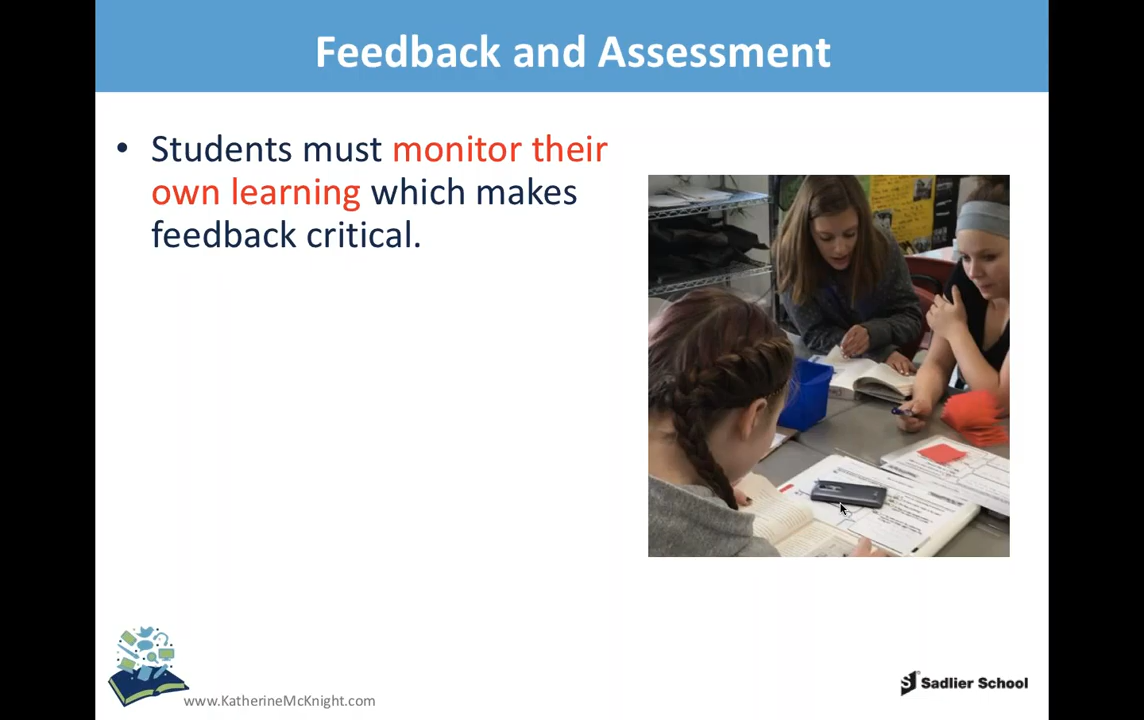 Feedback and Assessment
• Students must monitor their
own learning which makes
feedback critical.
www.KatherineMcKnight.com
Sadlier School